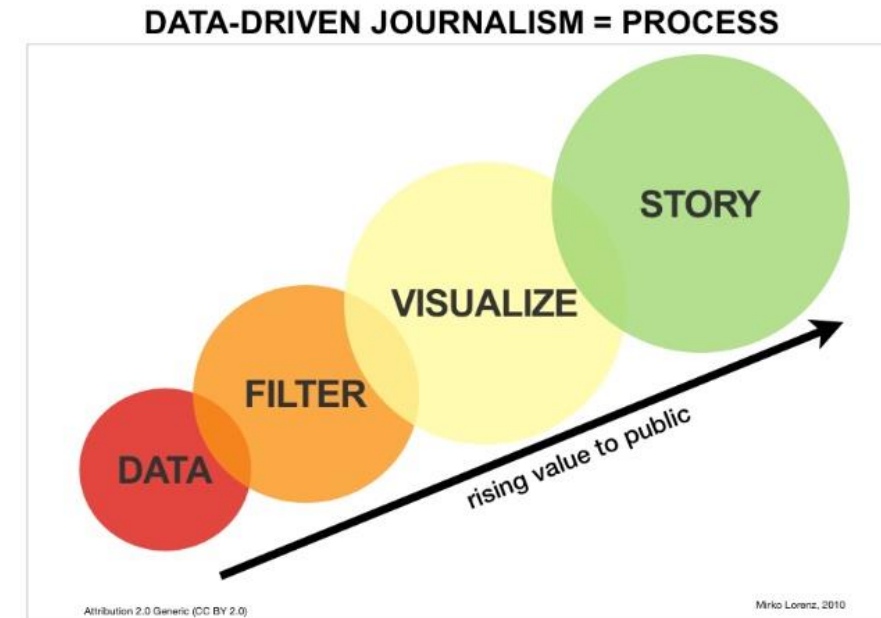 DATA-DRIVEN JOURNALISM = PROCESS
STORY
VISUALIZE
FILTER
DATA
rising value to public
Attribution 2.0 Generic (CC BY 2.0)
Mirko Lorenz, 2010